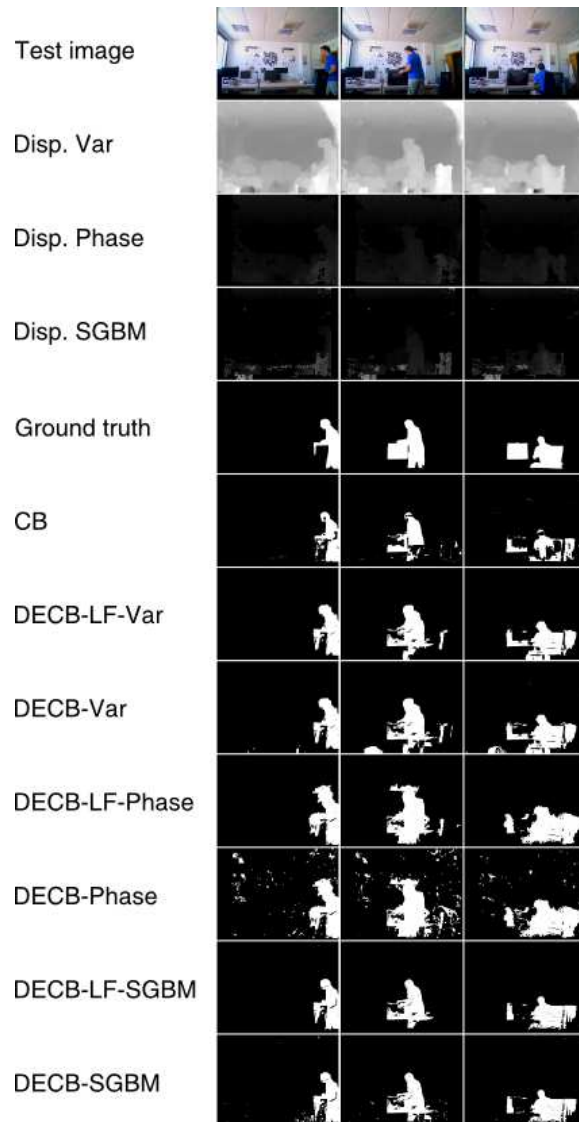 Test image
Disp. Var
Disp. Phase
Disp. SGBM
Ground truth
CB
DECB-LF-Var
DECB-Var
DECB-LF-Phase
DECB-Phase
DECB-LF-SGBM
DECB-SGBM